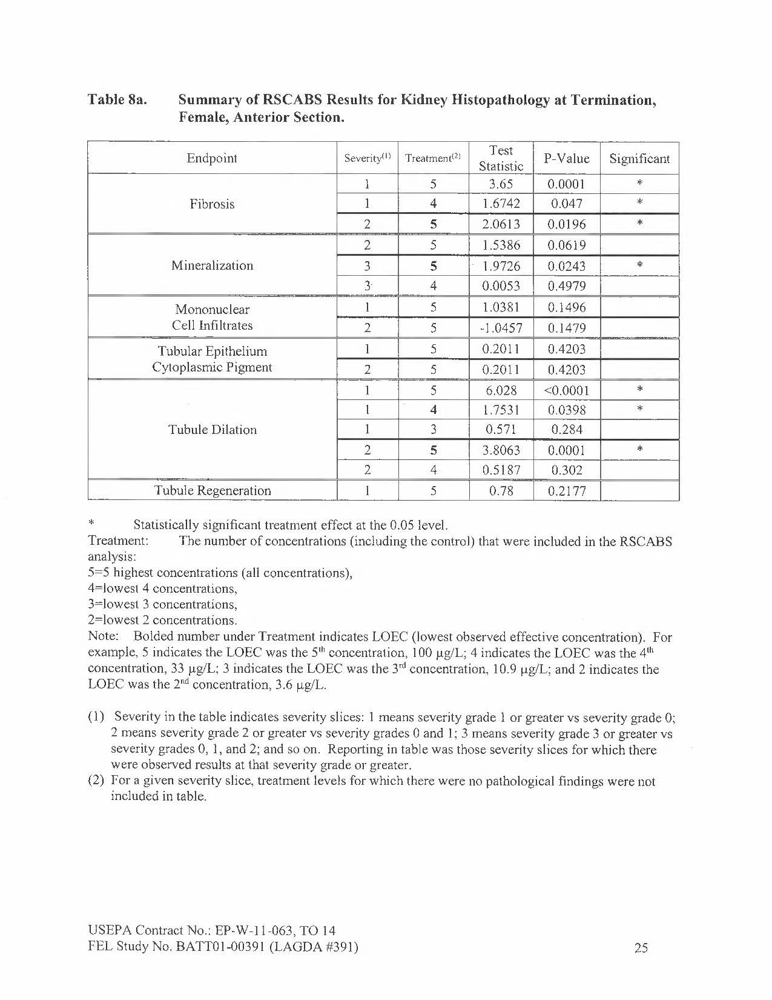 Table 8a. Summary of RSCABS Results for Kidney Histopathology at Termination,
Female, Anterior Section.
Endpoint Severity(1) Treatment(2) Test Statistic P-Value Significant
Fibrosis 1 5 3.65 0.0001 *
1 4 1.6742 0.047 *
2 5 2.0613 0.0196 *
Mineralization 2 5 1.5386 0.0619
3 5 1.9726 0.0243 *
3 4 0.0053 0.4979
Mononuclear Cell Infiltrates 1 5 1.0381 0.1496
2 5 -1.0457 0.1479
Tubular Epithelium Cytoplasmic Pigment 1 5 0.2011 0.4203
2 5 0.2011 0.4203
Tubule Dilation 1 5 6.028 <0.0001 *
1 4 1.7531 0.0398 *
1 3 0.571 0.284
2 5 3.8063 0.0001 *
2 4 0.5187 0.302
Tubule Regeneration 1 5 0.78 0.2177
* Statistically significant treatment effect at the 0.05 level.
Treatment: The number of concentrations (including the control) that were included in the RSCABS
analysis:
5=5 highest concentrations (all concentrations),
4=lowest 4 concentrations,
3=lowest 3 concentrations,
2=lowest 2 concentrations.
Note: Bolded number under Treatment indicates LOEC (lowest observed effective concentration). For
example, 5 indicates the LOEC was the 5th concentration, 100 µg/L; 4 indicates the LOEC was the 4th
concentration, 33 µg/L; 3 indicates the LOEC was the 3rd concentration, 10.9 µg/L; and 2 indicates the
LOEC was the 2nd concentration, 3.6 µg/L.
(1) Severity in the table indicates severity slices: 1 means severity grade 1 or greater vs severity grade 0;
2 means severity grade 2 or greater vs severity grades 0 and 1; 3 means severity grade 3 or greater vs
severity grades 0, 1, and 2; and so on. Reporting in table was those severity slices for which there
were observed results at that severity grade or greater.
(2) For a given severity slice, treatment levels for which there were no pathological findings were not
included in table.
USEPA Contract No.: EP-W-11-063, TO 14
FEL Study No. BATT01-00391 (LAGDA #391) 25